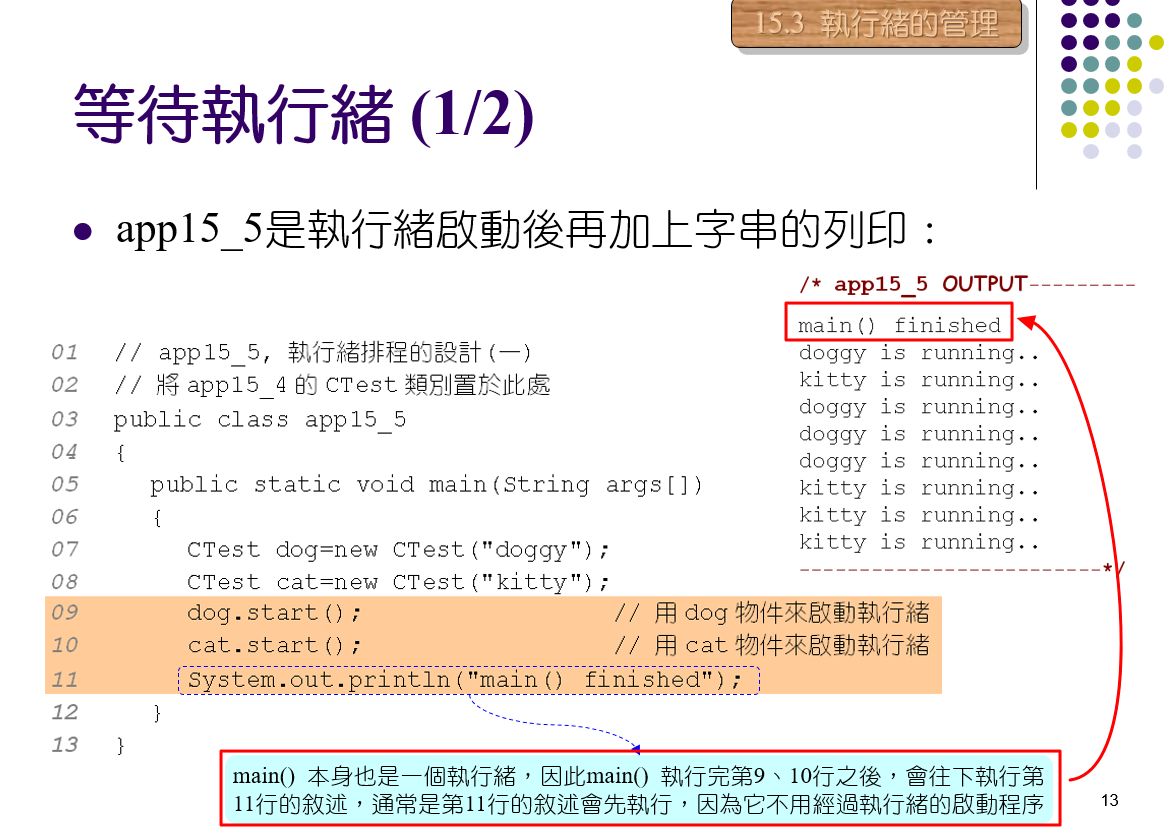 15.3 執行緒的管理
等待執行緒 (1/2)
app15_5是執行緒啟動後再加上字串的列印：
/* app15_5 OUTPUT---------
main() finished
doggy is running..
kitty is running..
doggy is running..
doggy is running..
doggy is running..
kitty is running..
kitty is running..
kitty is running..
-------------------------*/
01 // app15_5, 執行緒排程的設計(一)
02 // 將 app15_4 的 CTest 類別置於此處
03 public class app15_5
04 {
05 public static void main(String args[])
06 {
07 CTest dog=new CTest("doggy");
08 CTest cat=new CTest("kitty");
09 dog.start(); // 用 dog 物件來啟動執行緒
10 cat.start(); // 用 cat 物件來啟動執行緒
11 System.out.println("main() finished");
12 }
13 }
main() 本身也是一個執行緒，因此main() 執行完第9、10行之後，會往下執行第
11行的敘述，通常是第11行的敘述會先執行，因為它不用經過執行緒的啟動程序
13